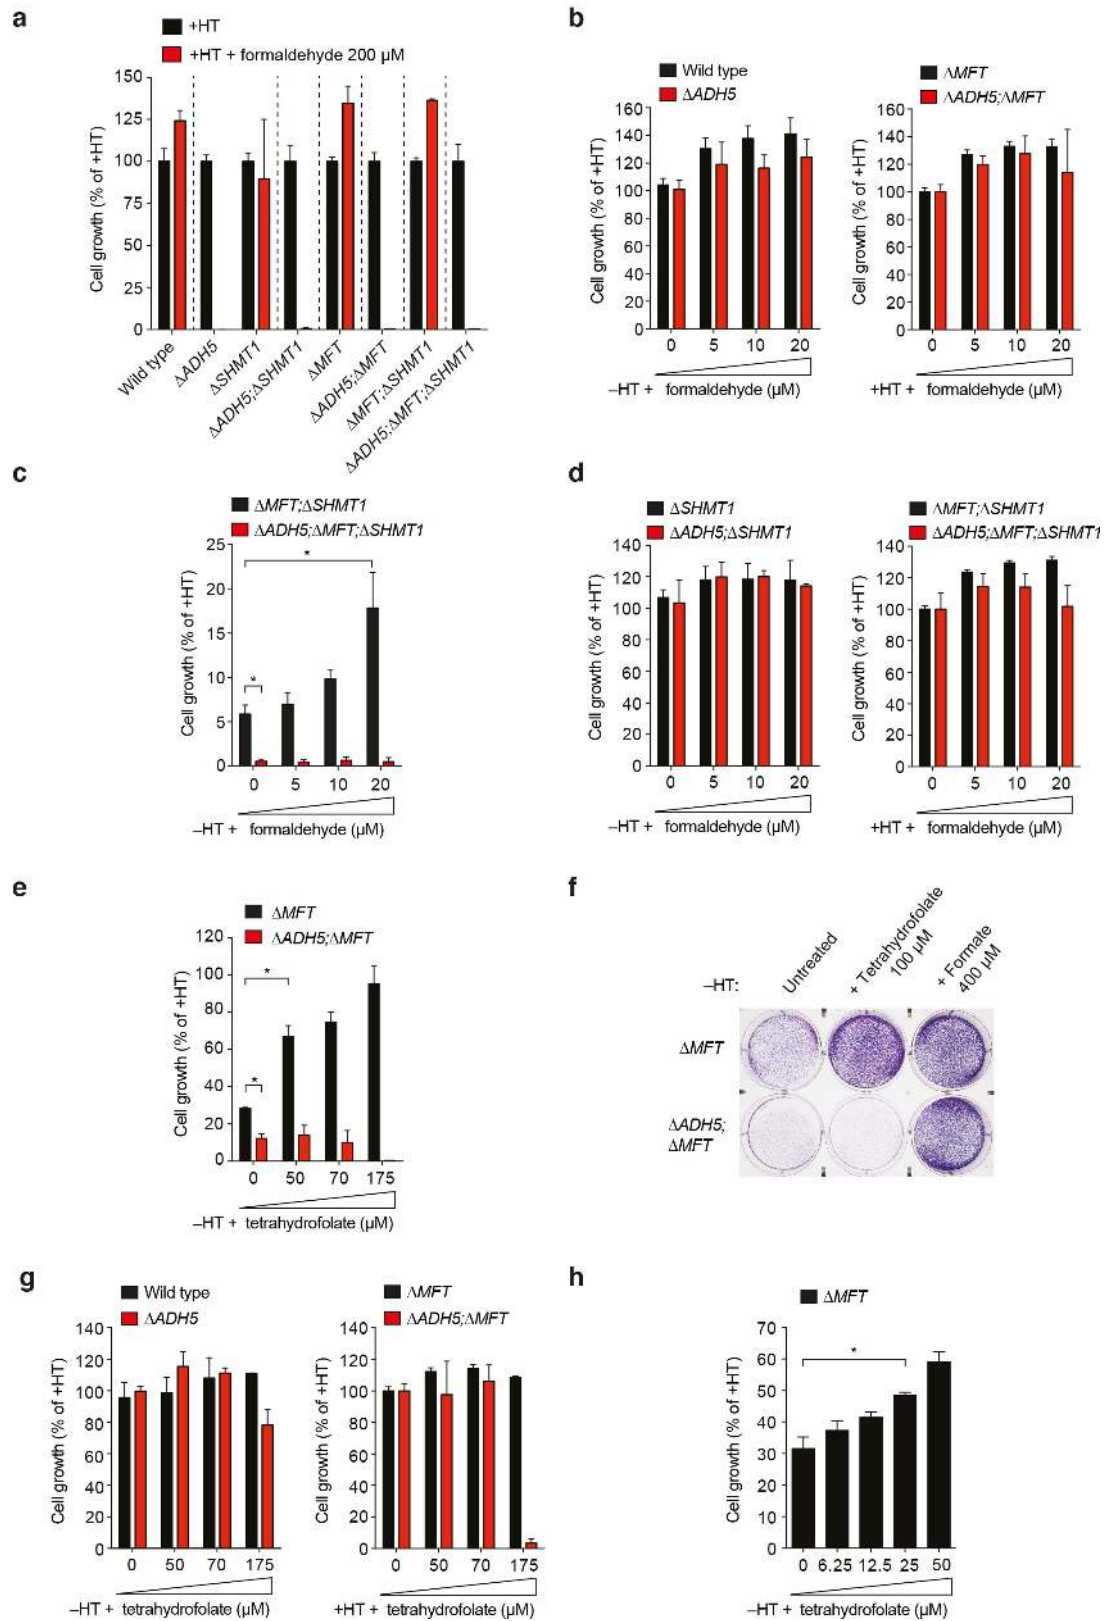 a
+HT
+HT + formaldehyde 200 µM
Cell growth (% of +HT)
150
125
100
75
50
25
0
Wild type
ΔADH5
ΔSHMT1
ΔADH5;ΔSHMT1
ΔMFT
ΔADH5;ΔMFT
ΔMFT;ΔSHMT1
ΔADH5;ΔMFT;ΔSHMT1
b
Wild type
ΔADH5
Cell growth (% of +HT)
160
140
120
100
120
60
40
20
0
0 5 10 20
–HT + formaldehyde (µM)
ΔMFT
ΔADH5;ΔMFT
Cell growth (% of +HT)
160
140
120
100
120
60
40
20
0
0 5 10 20
+HT + formaldehyde (µM)
c
ΔMFT;ΔSHMT1
ΔADH5;ΔMFT;ΔSHMT1
Cell growth (% of +HT)
25
20
15
10
5
0
*
*
0 5 10 20
–HT + formaldehyde (µM)
d
ΔSHMT1
ΔADH5;ΔSHMT1
Cell growth (% of +HT)
140
120
100
120
60
40
20
0
0 5 10 20
–HT + formaldehyde (µM)
ΔMFT;ΔSHMT1
ΔADH5;ΔMFT;ΔSHMT1
Cell growth (% of +HT)
140
120
100
120
60
40
20
0
0 5 10 20
+HT + formaldehyde (µM)
e
ΔMFT
ΔADH5;ΔMFT
Cell growth (% of +HT)
120
100
80
60
40
20
0
*
*
0 50 70 175
–HT + tetrahydrofolate (µM)
f
–HT:
Untreated
+ Tetrahydrofolate
100 µM
+ Formate
400 µM
ΔMFT
ΔADH5;
ΔMFT
g
Wild type
ΔADH5
Cell growth (% of +HT)
140
120
100
80
60
40
20
0
0 50 70 175
–HT + tetrahydrofolate (µM)
ΔMFT
ΔADH5;ΔMFT
Cell growth (% of +HT)
140
120
100
80
60
40
20
0
0 50 70 175
+HT + tetrahydrofolate (µM)
h
ΔMFT
Cell growth (% of +HT)
70
60
50
40
30
20
10
0
*
0 6.25 12.5 25 50
–HT + tetrahydrofolate (µM)